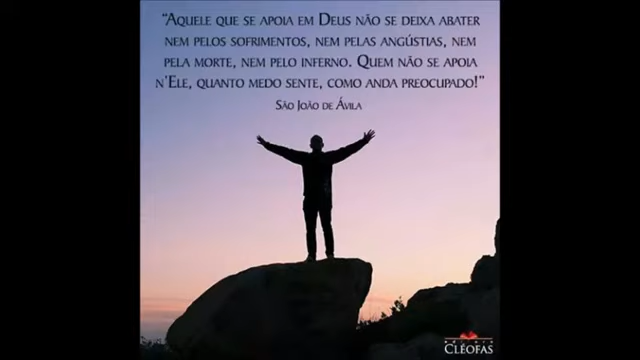 “Aquele que se apoia em Deus não se deixa abater
nem pelos sofrimentos, nem pelas angústias, nem
pela morte, nem pelo inferno. Quem não se apoia
n'Ele, quanto medo sente, como anda preocupado!”
São João de Ávila
Cléofas